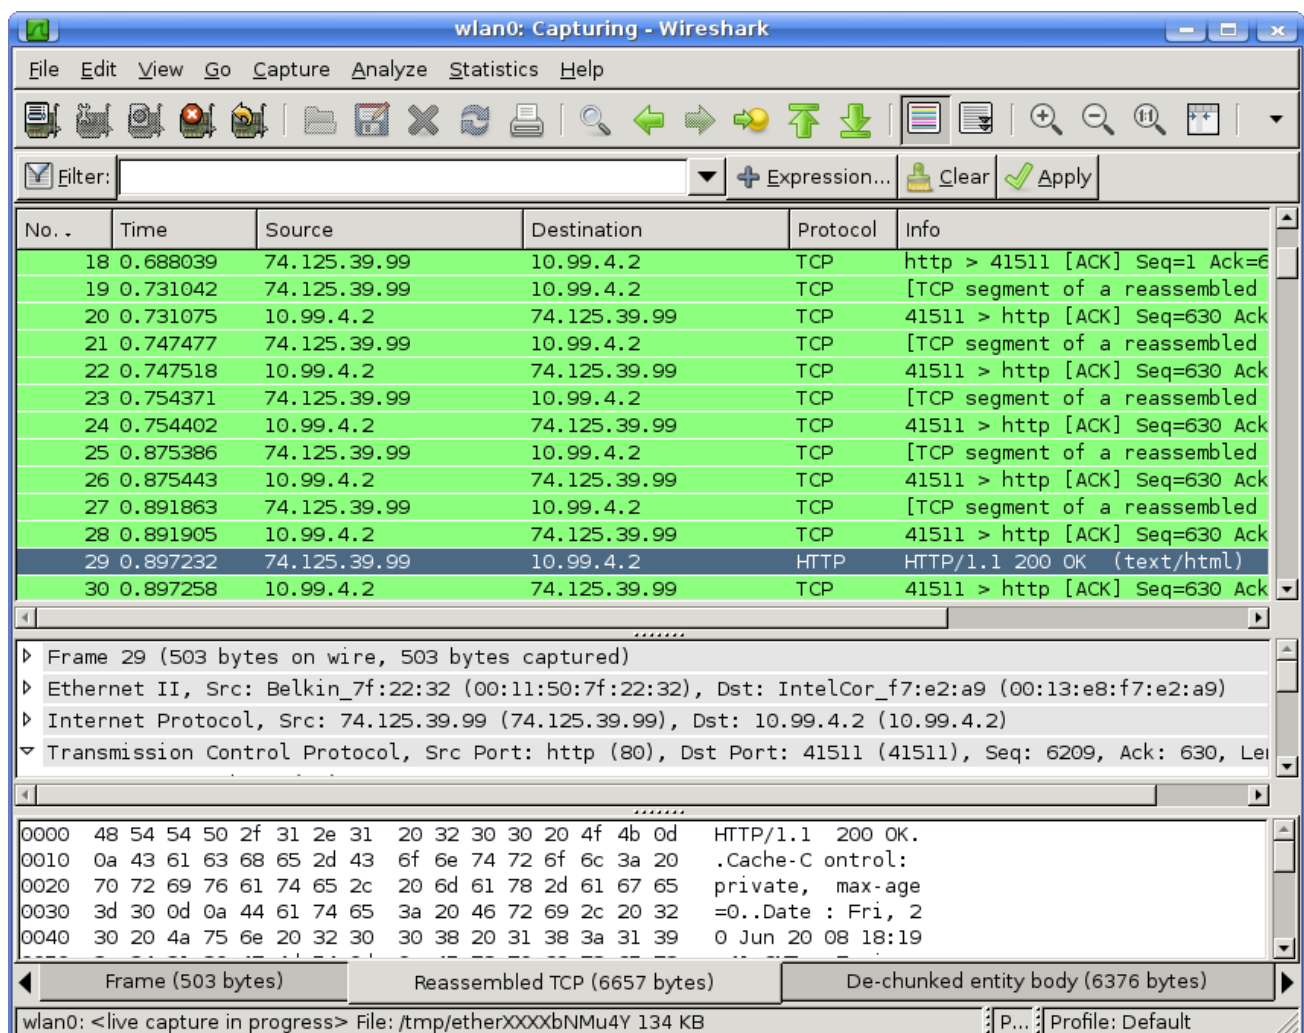 wlan0: Capturing - Wireshark
File Edit View Go Capture Analyze Statistics Help
Filter: Expression... Clear Apply
No. . Time Source Destination Protocol Info
18 0.688039 74.125.39.99 10.99.4.2 TCP http > 41511 [ACK] Seq=1 Ack=6
19 0.731042 74.125.39.99 10.99.4.2 TCP [TCP segment of a reassembled
20 0.731075 10.99.4.2 74.125.39.99 TCP 41511 > http [ACK] Seq=630 Ack
21 0.747477 74.125.39.99 10.99.4.2 TCP [TCP segment of a reassembled
22 0.747518 10.99.4.2 74.125.39.99 TCP 41511 > http [ACK] Seq=630 Ack
23 0.754371 74.125.39.99 10.99.4.2 TCP [TCP segment of a reassembled
24 0.754402 10.99.4.2 74.125.39.99 TCP 41511 > http [ACK] Seq=630 Ack
25 0.875386 74.125.39.99 10.99.4.2 TCP [TCP segment of a reassembled
26 0.875443 10.99.4.2 74.125.39.99 TCP 41511 > http [ACK] Seq=630 Ack
27 0.891863 74.125.39.99 10.99.4.2 TCP [TCP segment of a reassembled
28 0.891905 10.99.4.2 74.125.39.99 TCP 41511 > http [ACK] Seq=630 Ack
29 0.897232 74.125.39.99 10.99.4.2 HTTP HTTP/1.1 200 OK (text/html)
30 0.897258 10.99.4.2 74.125.39.99 TCP 41511 > http [ACK] Seq=630 Ack
Frame 29 (503 bytes on wire, 503 bytes captured)
Ethernet II, Src: Belkin_7f:22:32 (00:11:50:7f:22:32), Dst: IntelCor_f7:e2:a9 (00:13:e8:f7:e2:a9)
Internet Protocol, Src: 74.125.39.99 (74.125.39.99), Dst: 10.99.4.2 (10.99.4.2)
Transmission Control Protocol, Src Port: http (80), Dst Port: 41511 (41511), Seq: 6209, Ack: 630, Le
0000 48 54 54 50 2f 31 2e 31 20 32 30 30 20 4f 4b 0d HTTP/1.1 200 OK.
0010 0a 43 61 63 68 65 2d 43 6f 6e 74 72 6f 6c 3a 20 .Cache-C ontrol:
0020 70 72 69 76 61 74 65 2c 20 6d 61 78 2d 61 67 65 private, max-age
0030 3d 30 0d 0a 44 61 74 65 3a 20 46 72 69 2c 20 32 =0..Date : Fri, 2
0040 30 20 4a 75 6e 20 32 30 30 38 20 31 38 3a 31 39 0 Jun 20 08 18:19
Frame (503 bytes) Reassembled TCP (6657 bytes) De-chunked entity body (6376 bytes)
wlan0: <live capture in progress> File: /tmp/etherXXXXbNMu4Y 134 KB P... Profile: Default